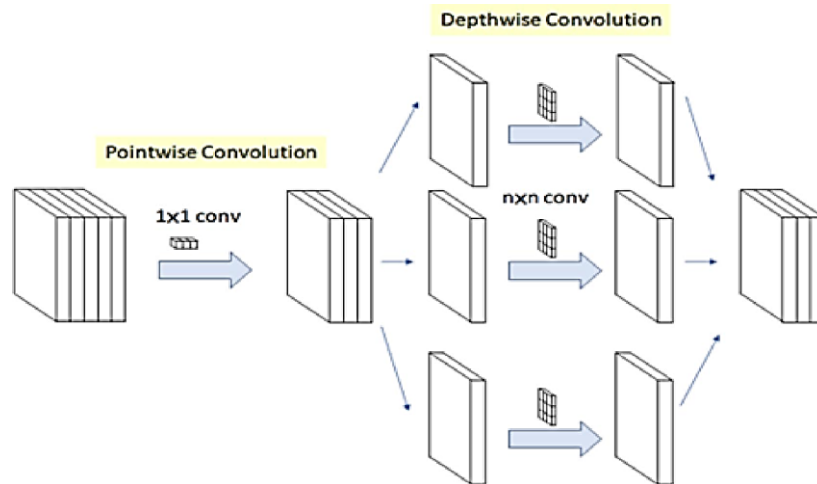 Depthwise Convolution
Pointwise Convolution
1x1 conv
nxn conv